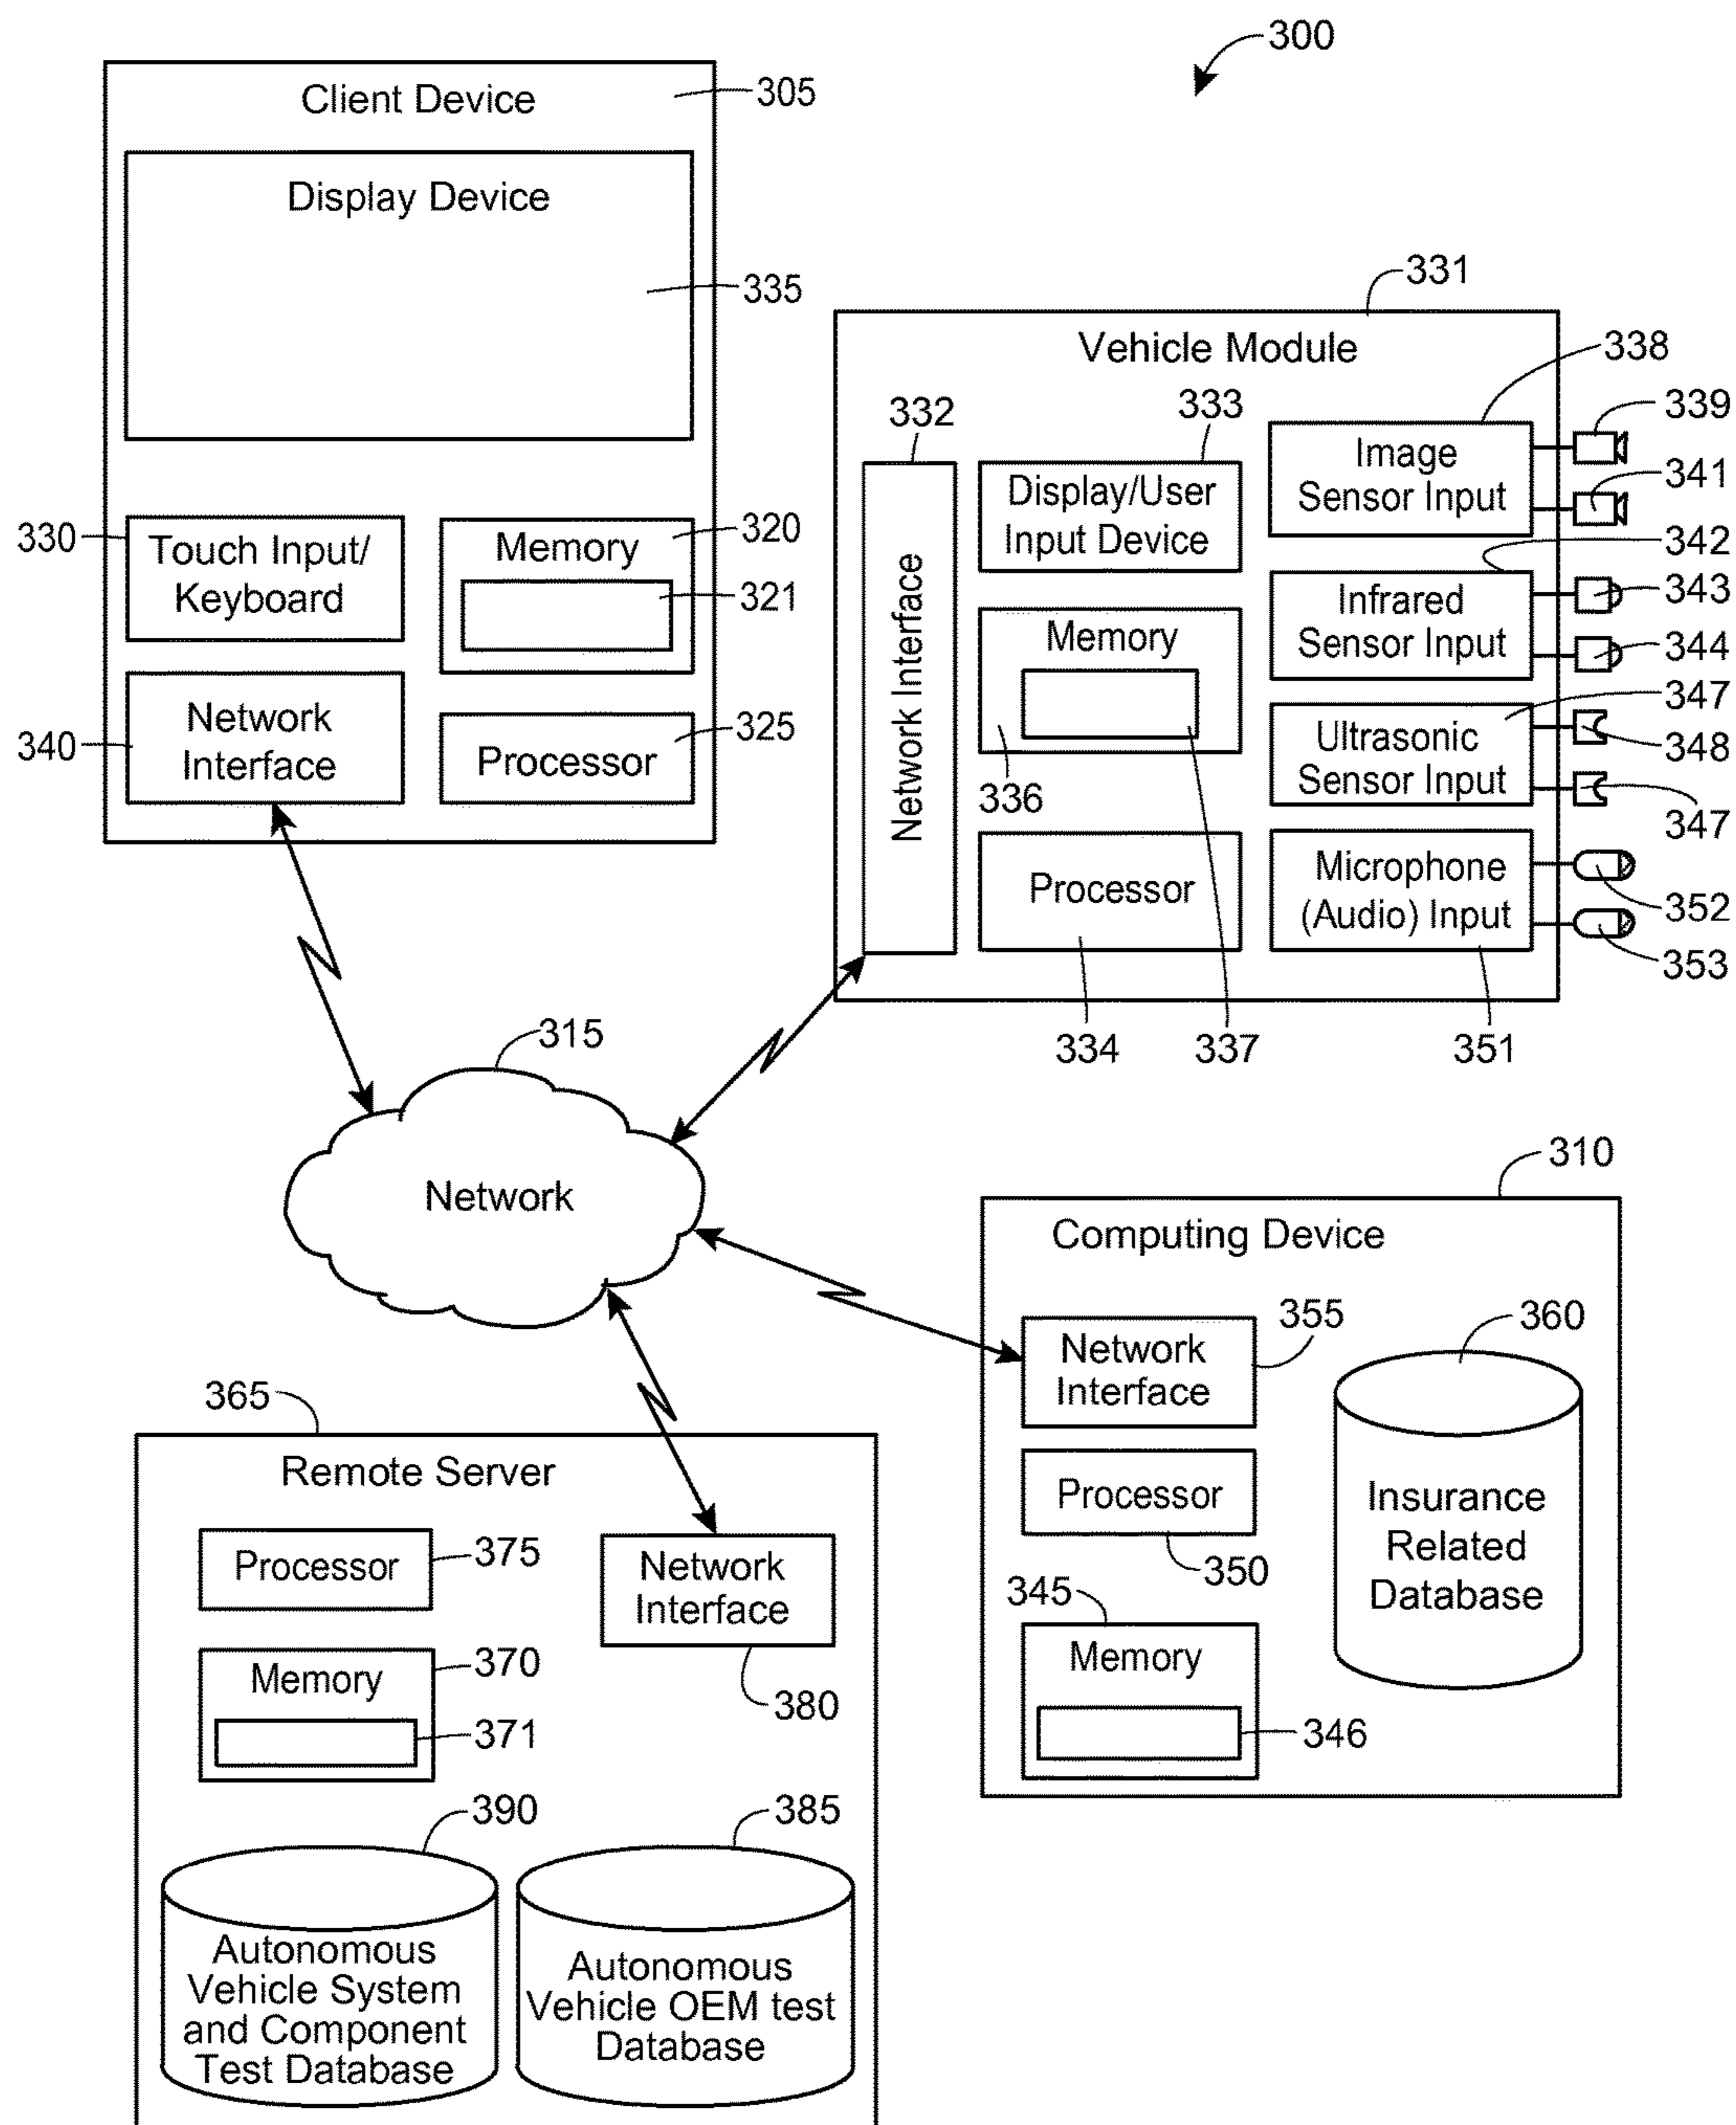 300
Client Device
305
Display Device
335
330
Touch Input/
Keyboard
Memory
320
321
340
Network
Interface
325
Processor
331
Vehicle Module
338
332
333
339
Image
Sensor Input
341
Display/User
Input Device
342
Network Interface
Infrared
Sensor Input
343
344
Memory
336
337
347
Ultrasonic
Sensor Input
348
347
Processor
334
Microphone
(Audio) Input
352
353
351
315
Network
310
Computing Device
Network
Interface
355
360
Processor
350
Insurance
Related
Database
345
Memory
346
365
Remote Server
Processor
375
Network
Interface
380
Memory
370
371
390
385
Autonomous
Vehicle System
and Component
Test Database
Autonomous
Vehicle OEM test
Database